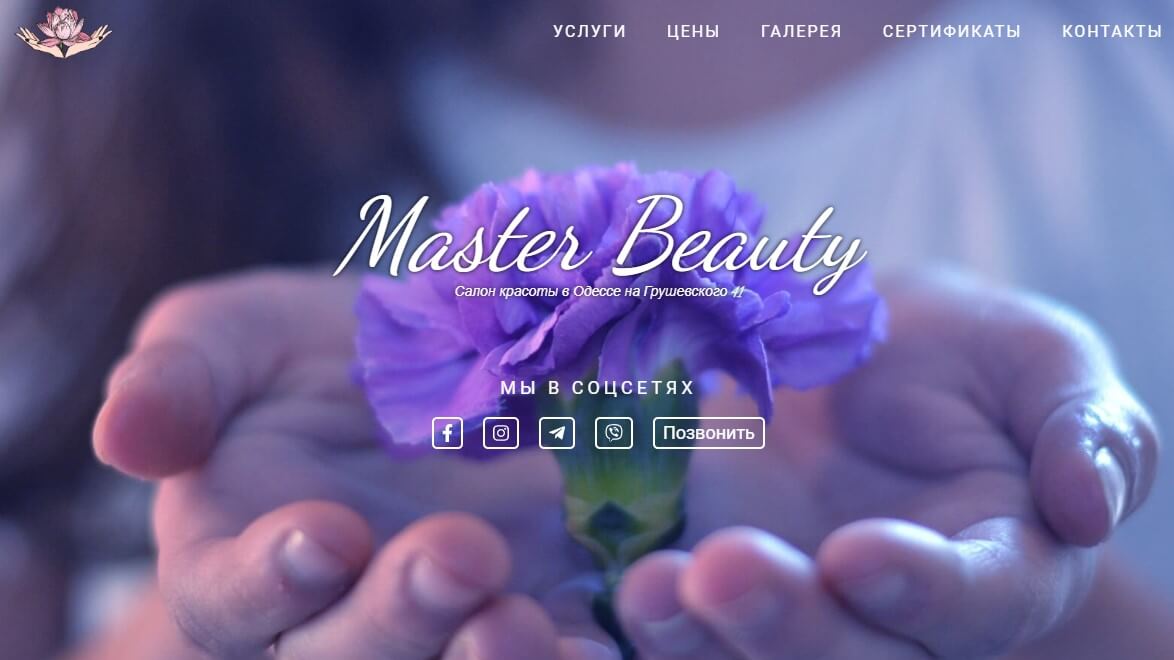 УСЛУГИ ЦЕНЫ ГАЛЕРЕЯ СЕРТИФИКАТЫ КОНТАКТЫ
Master Beauty
Салон красоты в Одессе на Грушевского 41
МЫ В СОЦСЕТЯХ
Позвонить